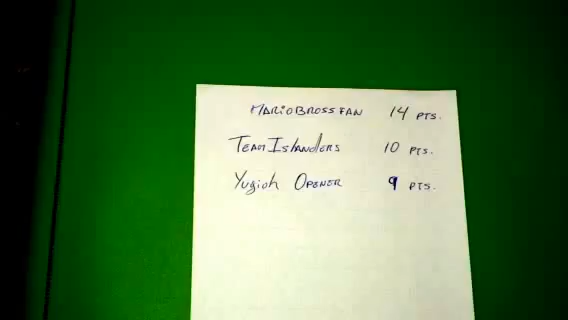 MARIOBROSSFAN 14 PTS.
TEAMISLANDERS 10 PTS.
Yugioh OPENER 9 PTS.